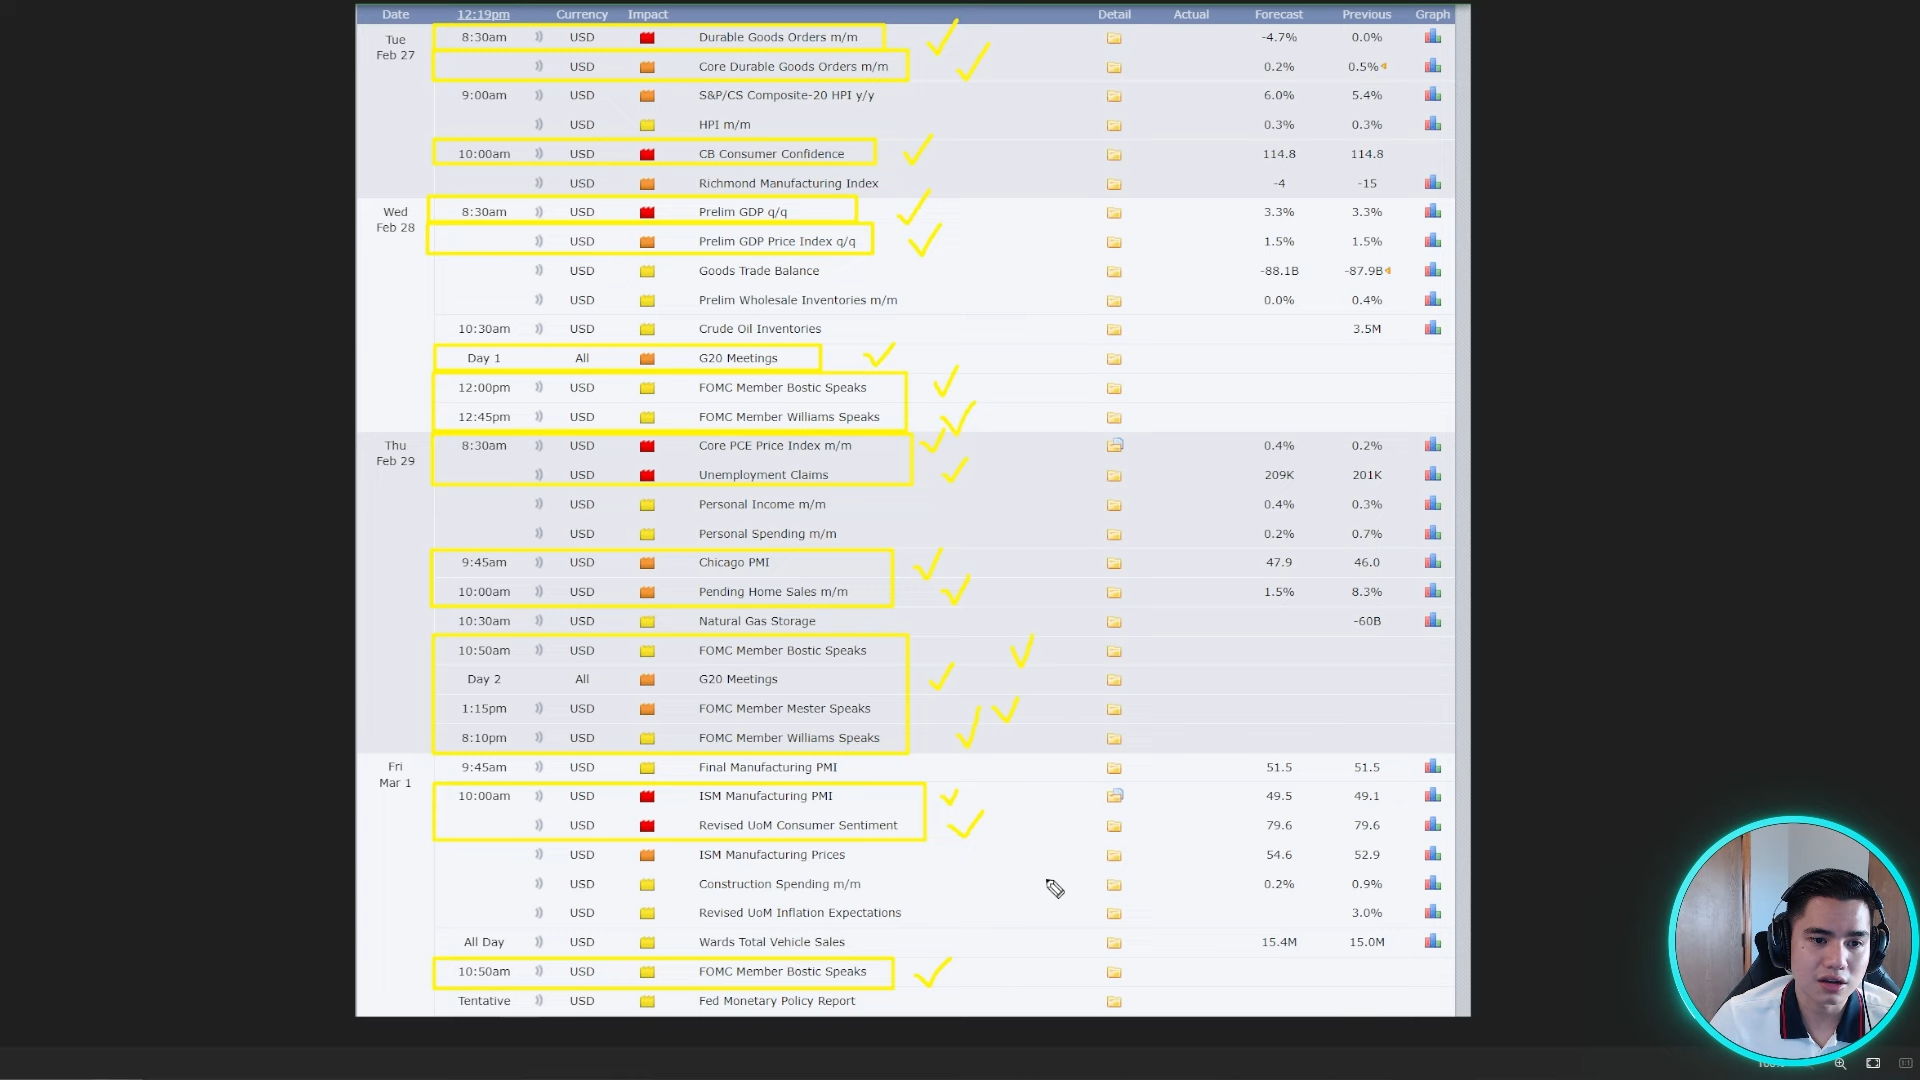 Date 12:19pm Currency Impact Detail Actual Forecast Previous Graph
Tue Feb 27 8:30am USD Durable Goods Orders m/m -4.7% 0.0%
USD Core Durable Goods Orders m/m 0.2% 0.5%
9:00am USD S&P/CS Composite-20 HPI y/y 6.0% 5.4%
USD HPI m/m 0.3% 0.3%
10:00am USD CB Consumer Confidence 114.8 114.8
USD Richmond Manufacturing Index -4 -15
Wed Feb 28 8:30am USD Prelim GDP q/q 3.3% 3.3%
USD Prelim GDP Price Index q/q 1.5% 1.5%
USD Goods Trade Balance -88.1B -87.9B
USD Prelim Wholesale Inventories m/m 0.0% 0.4%
10:30am USD Crude Oil Inventories 3.5M
Day 1 All G20 Meetings
12:00pm USD FOMC Member Bostic Speaks
12:45pm USD FOMC Member Williams Speaks
Thu Feb 29 8:30am USD Core PCE Price Index m/m 0.4% 0.2%
USD Unemployment Claims 209K 201K
USD Personal Income m/m 0.4% 0.3%
USD Personal Spending m/m 0.2% 0.7%
9:45am USD Chicago PMI 47.9 46.0
10:00am USD Pending Home Sales m/m 1.5% 8.3%
10:30am USD Natural Gas Storage -60B
10:50am USD FOMC Member Bostic Speaks
Day 2 All G20 Meetings
1:15pm USD FOMC Member Mester Speaks
8:10pm USD FOMC Member Williams Speaks
Fri Mar 1 9:45am USD Final Manufacturing PMI 51.5 51.5
10:00am USD ISM Manufacturing PMI 49.5 49.1
USD Revised UoM Consumer Sentiment 79.6 79.6
USD ISM Manufacturing Prices 54.6 52.9
USD Construction Spending m/m 0.2% 0.9%
USD Revised UoM Inflation Expectations 3.0%
All Day USD Wards Total Vehicle Sales 15.4M 15.0M
10:50am USD FOMC Member Bostic Speaks
Tentative USD Fed Monetary Policy Report